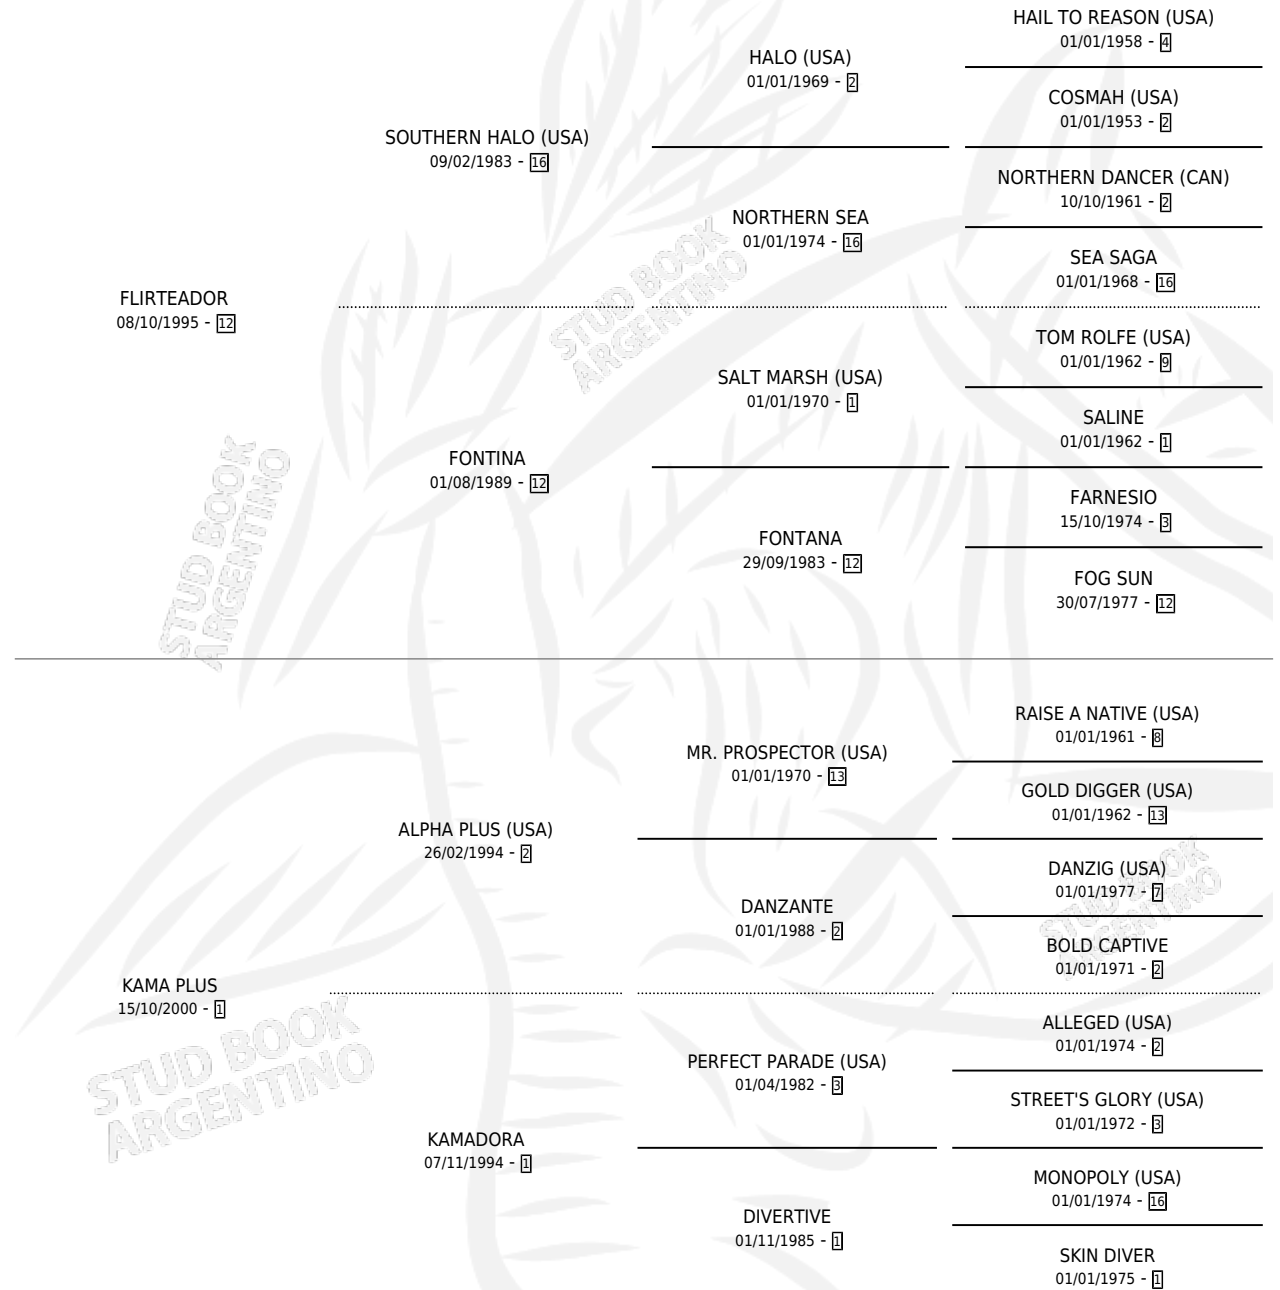 HAIL TO REASON (USA)
01/01/1958 - 4
HALO (USA)
01/01/1969 - 2
COSMAH (USA)
01/01/1953 - 2
SOUTHERN HALO (USA)
09/02/1983 - 16
NORTHERN DANCER (CAN)
10/10/1961 - 2
NORTHERN SEA
01/01/1974 - 16
SEA SAGA
01/01/1968 - 16
FLIRTEADOR
08/10/1995 - 12
STUD BOOK
ARGENTINO
TOM ROLFE (USA)
01/01/1962 - 9
SALT MARSH (USA)
01/01/1970 - 1
SALINE
01/01/1962 - 1
FONTINA
01/08/1989 - 12
FARNESIO
15/10/1974 - 3
FONTANA
29/09/1983 - 12
FOG SUN
30/07/1977 - 12
STUD BOOK
ARGENTINO
RAISE A NATIVE (USA)
01/01/1961 - 8
MR. PROSPECTOR (USA)
01/01/1970 - 13
GOLD DIGGER (USA)
01/01/1962 - 13
ALPHA PLUS (USA)
26/02/1994 - 2
DANZIG (USA)
01/01/1977 - 7
STUD BOOK
ARGENTINO
DANZANTE
01/01/1988 - 2
BOLD CAPTIVE
01/01/1971 - 2
KAMA PLUS
15/10/2000 - 1
STUD BOOK
ARGENTINO
ALLEGED (USA)
01/01/1974 - 2
PERFECT PARADE (USA)
01/04/1982 - 3
STREET'S GLORY (USA)
01/01/1972 - 3
KAMADORA
07/11/1994 - 1
MONOPOLY (USA)
01/01/1974 - 16
DIVERTIVE
01/11/1985 - 1
SKIN DIVER
01/01/1975 - 1